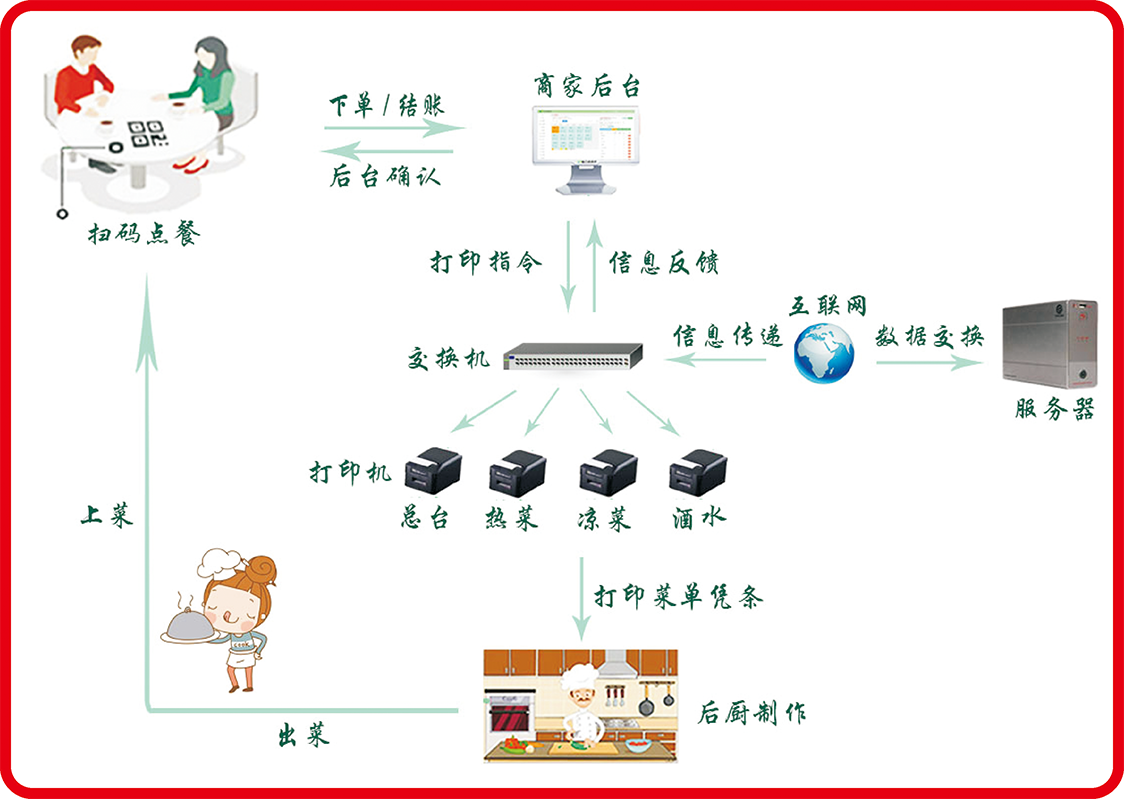 商家后台
下单/结账
后台确认
扫码点餐
打印指令
信息反馈
互联网
信息传递
数据交换
交换机
服务器
打印机
总台
热菜
凉菜
酒水
上菜
打印菜单凭条
cook
后厨制作
出菜